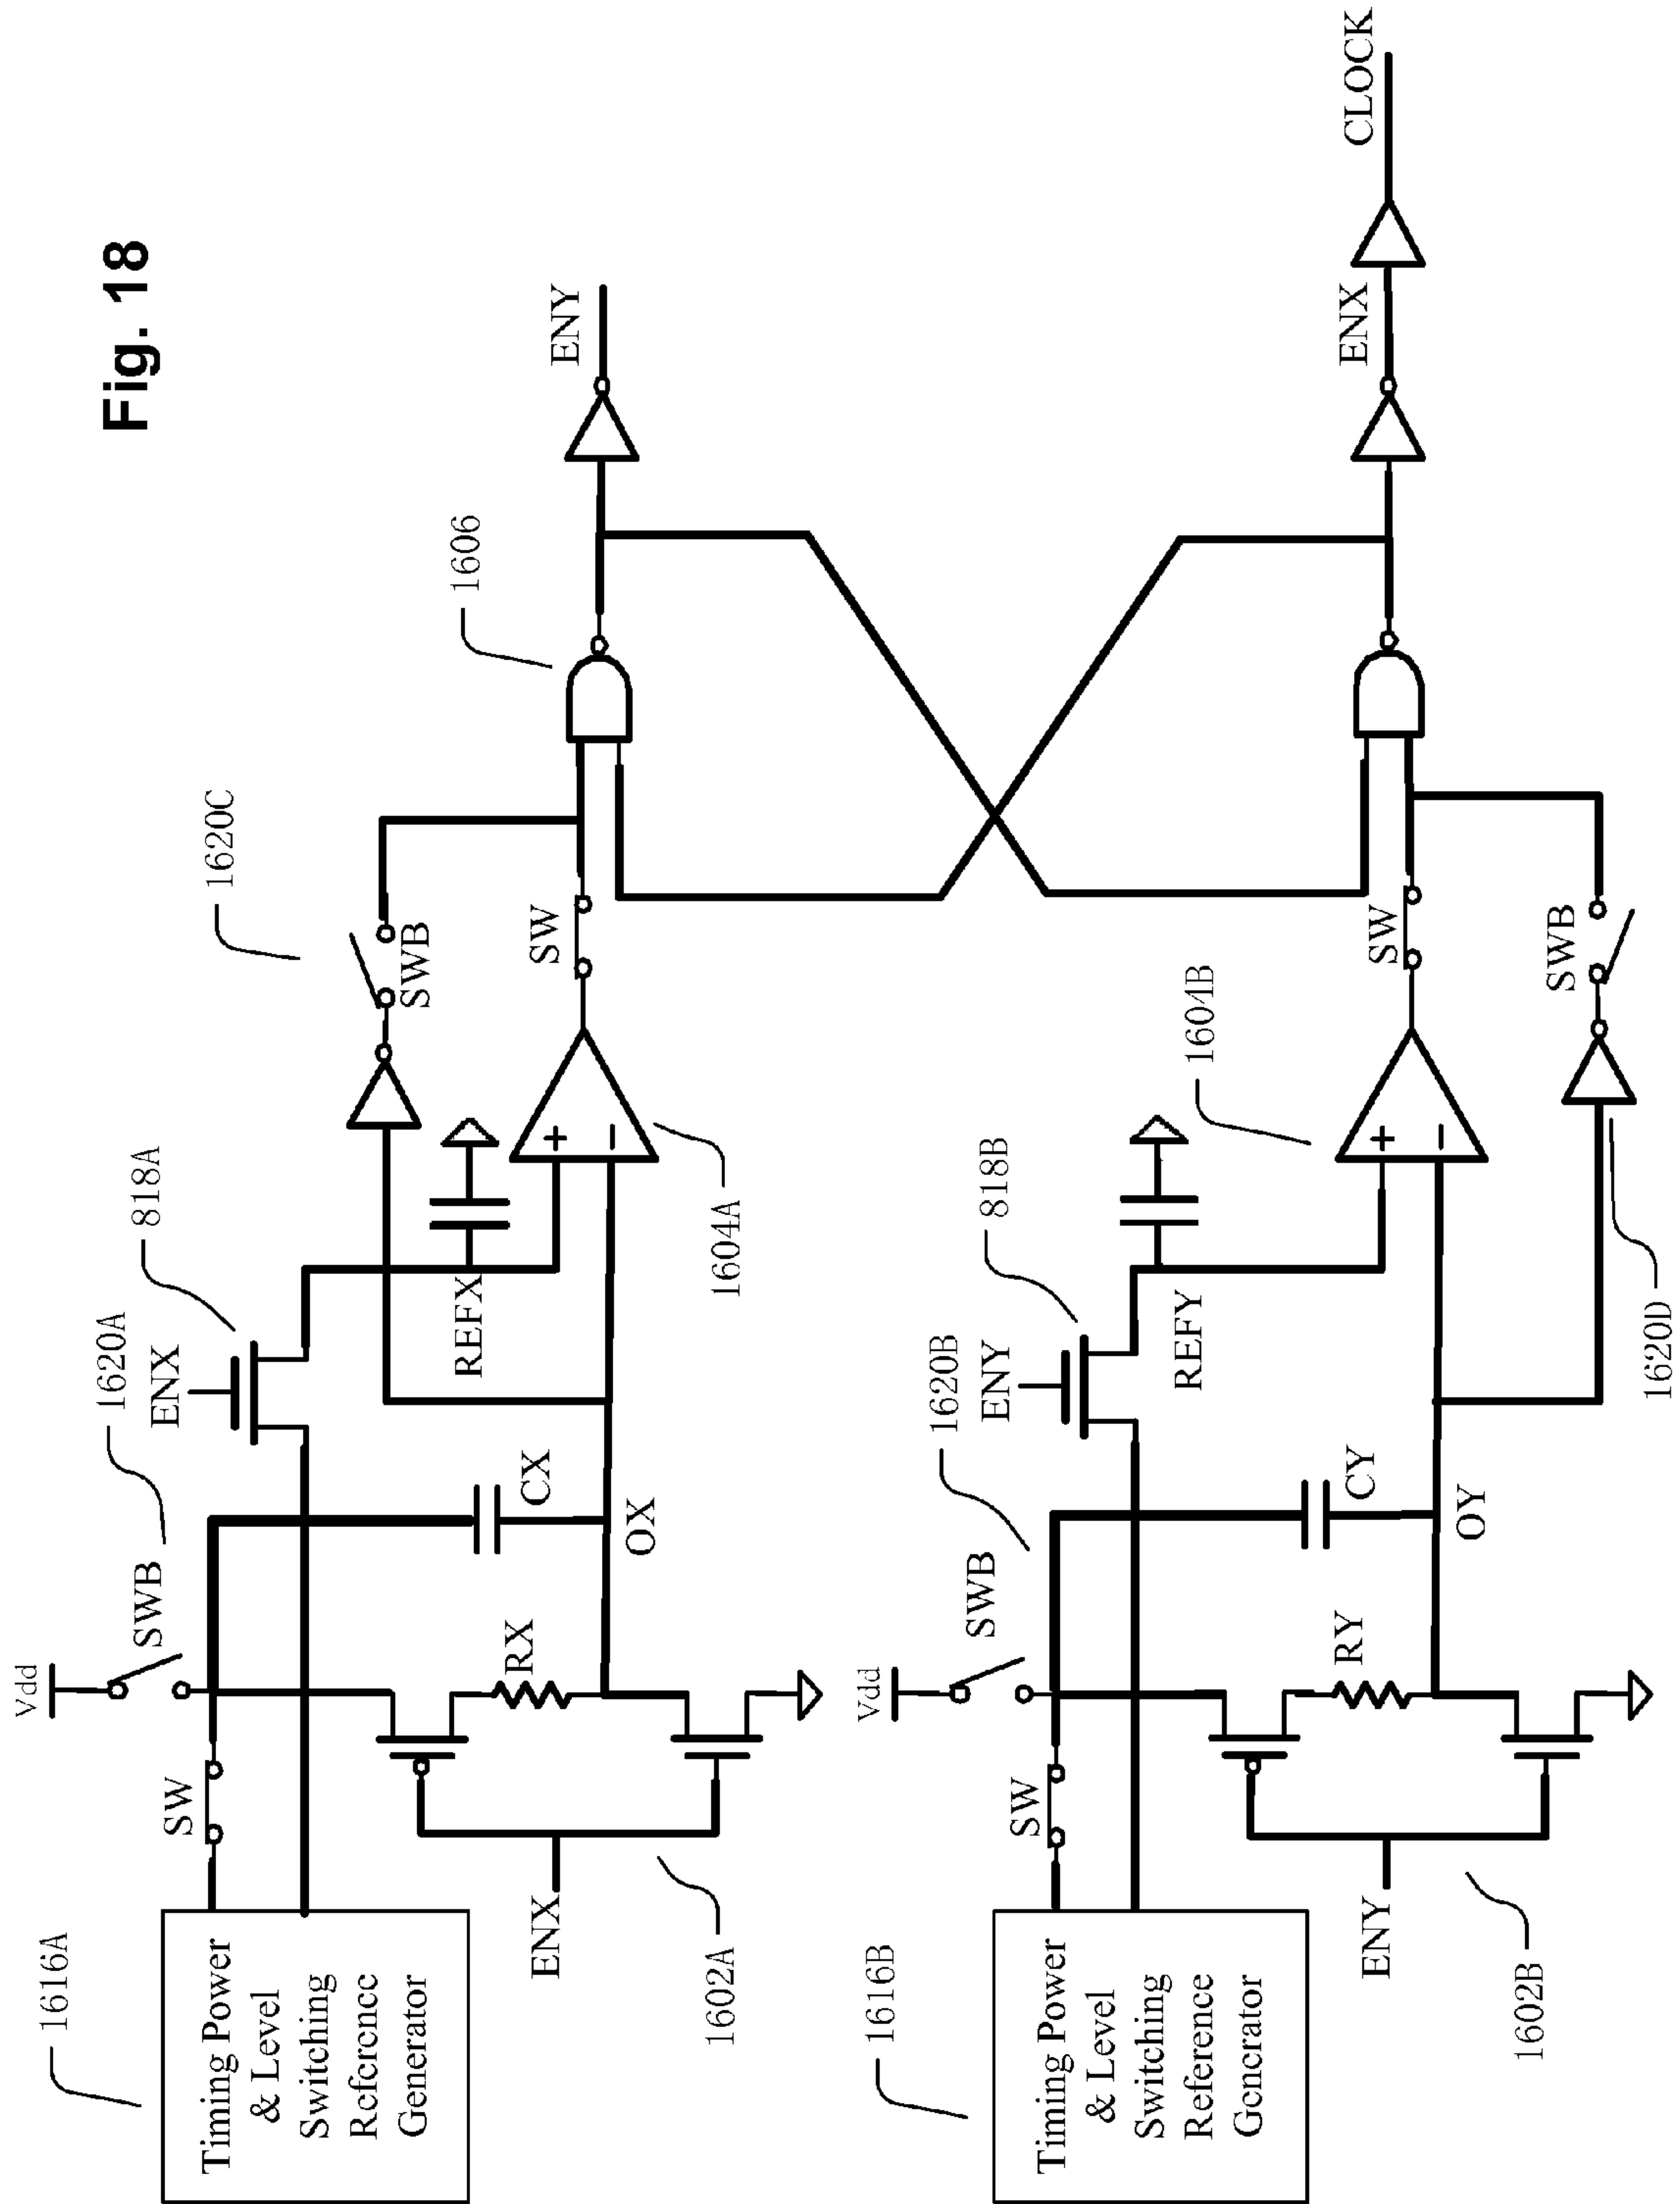 Fig. 18
1616A
Timing Power
& Level
Switching
Reference
Generator
Vdd
SWB
1620A
SW
ENX
818A
RX
CX
OX
ENX
1602A
REFX
1604A
1620C
SWB
SW
1606
ENY
1616B
Timing Power
& Level
Switching
Reference
Generator
Vdd
SWB
1620B
SW
ENY
818B
RY
CY
OY
ENY
1602B
REFY
1604B
1620D
SW
SWB
ENX
CLOCK